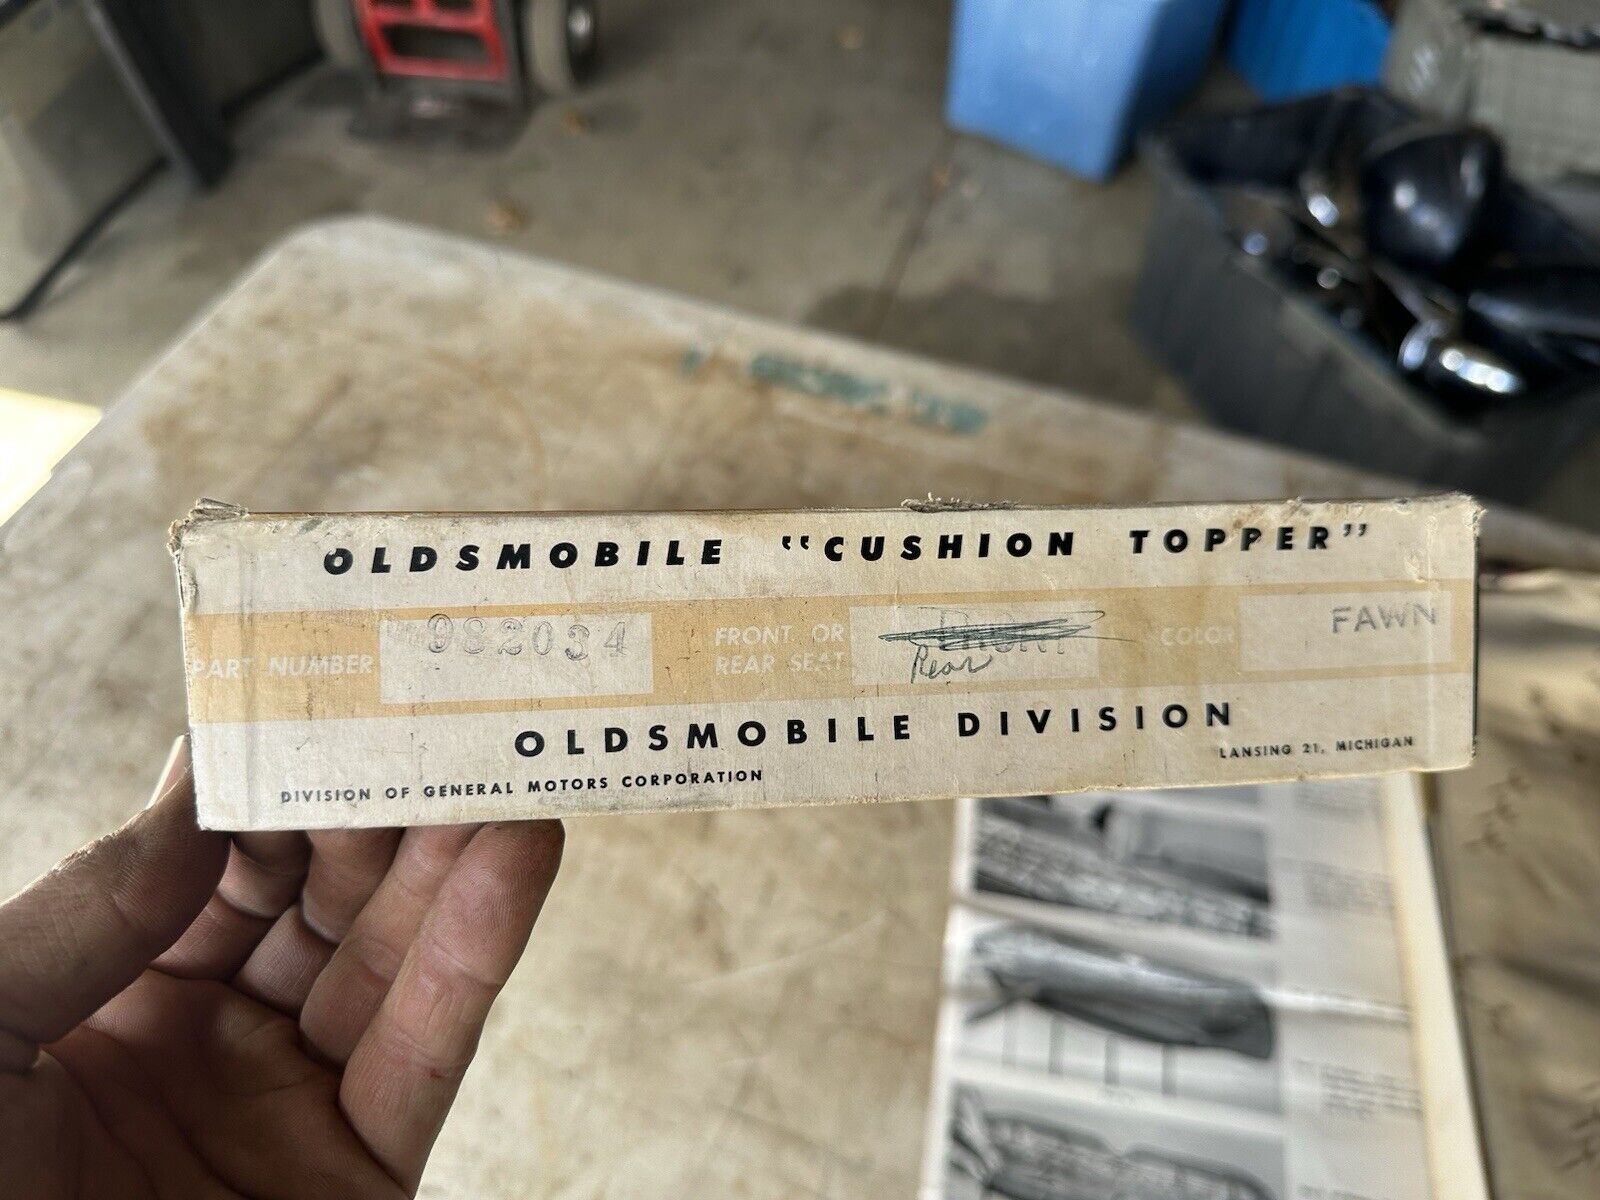 OLDSMOBILE "CUSHION TOPPER"
PART NUMBER 982034 FRONT OR REAR SEAT Rear COLOR FAWN
OLDSMOBILE DIVISION
DIVISION OF GENERAL MOTORS CORPORATION LANSING 21, MICHIGAN